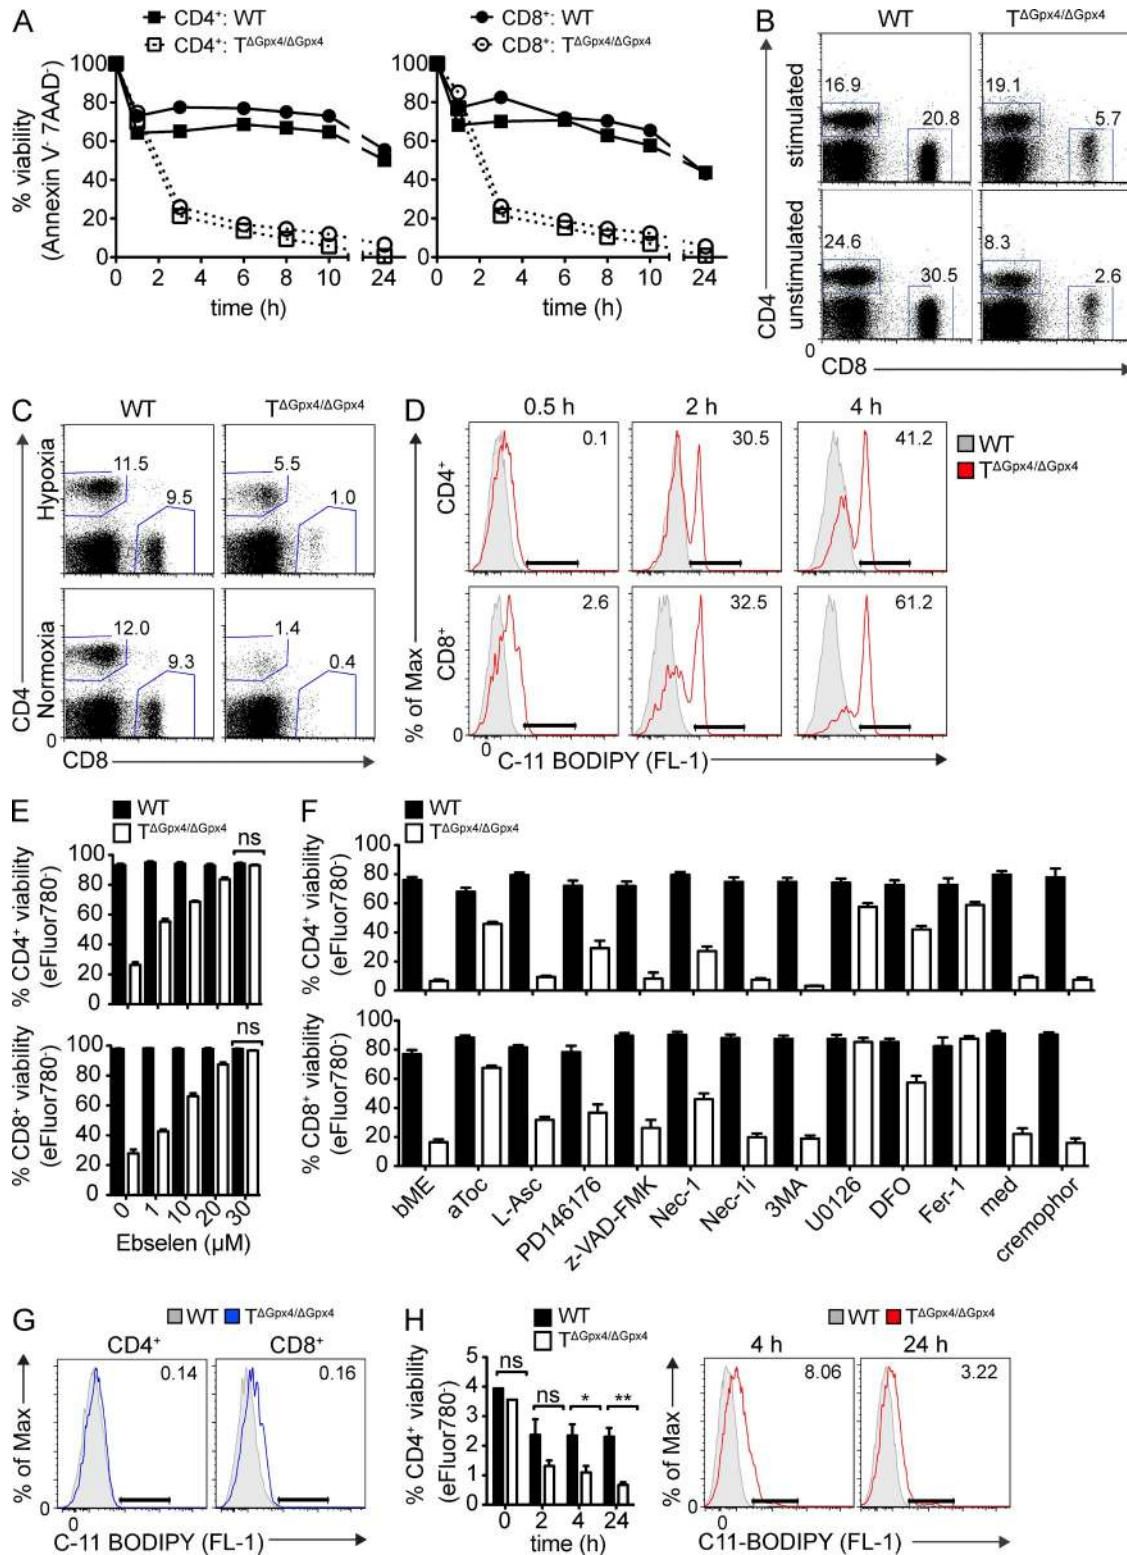 A
CD4⁺: WT
CD4⁺: T^ΔGpx4/ΔGpx4
CD8⁺: WT
CD8⁺: T^ΔGpx4/ΔGpx4
% viability
(Annexin V⁻ 7AAD⁻)
100
80
60
40
20
0
0 2 4 6 8 10 24
time (h)
100
80
60
40
20
0
0 2 4 6 8 10 24
time (h)
B
WT T^ΔGpx4/ΔGpx4
stimulated
16.9 20.8 19.1 5.7
unstimulated
24.6 30.5 8.3 2.6
CD4
0
CD8
C
WT T^ΔGpx4/ΔGpx4
Hypoxia
11.5 9.5 5.5 1.0
Normoxia
12.0 9.3 1.4 0.4
CD4
0
CD8
D
0.5 h 2 h 4 h
WT
T^ΔGpx4/ΔGpx4
CD4⁺
0.1 30.5 41.2
CD8⁺
2.6 32.5 61.2
% of Max
0
0
C-11 BODIPY (FL-1)
E
WT
T^ΔGpx4/ΔGpx4
% CD4⁺ viability
(eFluor780⁻)
100
80
60
40
20
0
ns
% CD8⁺ viability
(eFluor780⁻)
100
80
60
40
20
0
ns
0 1 10 20 30
Ebselen (µM)
F
WT
T^ΔGpx4/ΔGpx4
% CD4⁺ viability
(eFluor780⁻)
100
80
60
40
20
0
% CD8⁺ viability
(eFluor780⁻)
100
80
60
40
20
0
bME aToc L-Asc PD146176 z-VAD-FMK Nec-1 Nec-1i 3MA U0126 DFO Fer-1 med cremophor
G
WT T^ΔGpx4/ΔGpx4
CD4⁺ CD8⁺
0.14 0.16
% of Max
0
0
C-11 BODIPY (FL-1)
H
WT
T^ΔGpx4/ΔGpx4
% CD4⁺ viability
(eFluor780⁻)
5
4
3
2
1
0
ns ns * **
0 2 4 24
time (h)
WT T^ΔGpx4/ΔGpx4
4 h 24 h
8.06 3.22
% of Max
0
0
C11-BODIPY (FL-1)